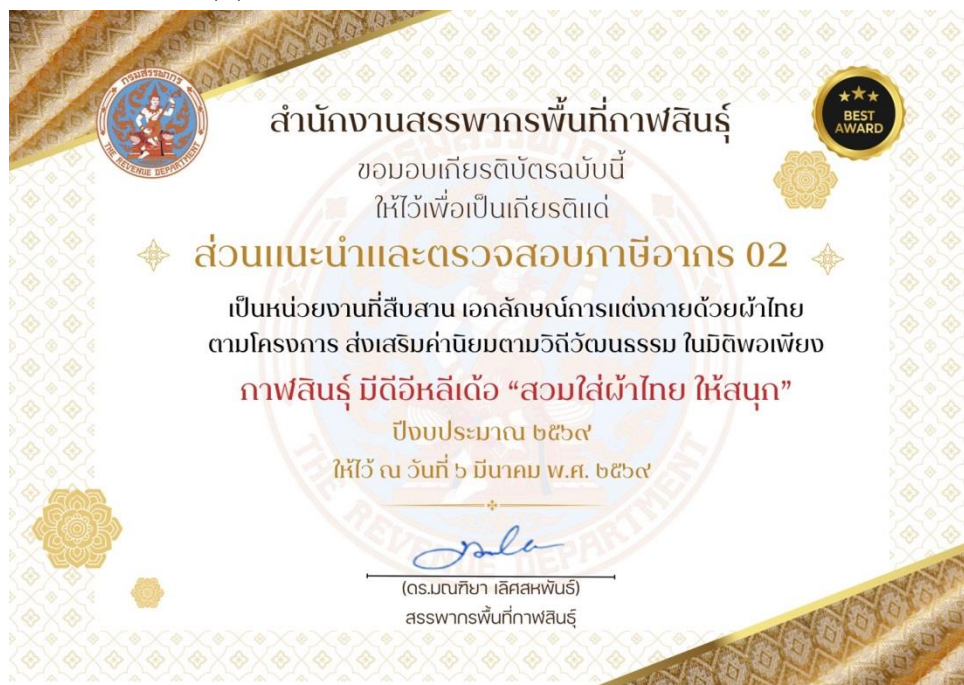 กรมสรรพากร
THE REVENUE DEPARTMENT
BEST
AWARD
สำนักงานสรรพากรพื้นที่กาฬสินธุ์
ขอมอบเกียรติบัตรฉบับนี้
ให้ไว้เพื่อเป็นเกียรติแด่
ส่วนแนะนำและตรวจสอบภาษีอากร 02
เป็นหน่วยงานที่สืบสาน เอกลักษณ์การแต่งกายด้วยผ้าไทย
ตามโครงการ ส่งเสริมค่านิยมตามวิถีวัฒนธรรม ในมิติพอเพียง
กาฬสินธุ์ มีดีอีหลีเด้อ “สวมใส่ผ้าไทย ให้สนุก”
ปีงบประมาณ ๒๕๖๙
ให้ไว้ ณ วันที่ ๖ มีนาคม พ.ศ. ๒๕๖๙
THE REVENUE DEPARTMENT
(ดร.มณฑิยา เลิศสหพันธ์)
สรรพากรพื้นที่กาฬสินธุ์